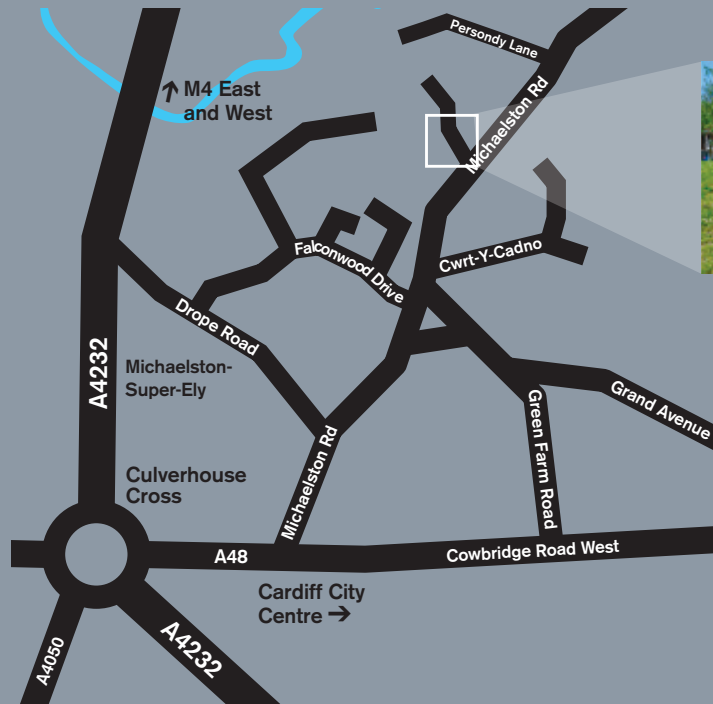 Persondy Lane
↗ M4 East
and West
Michaelston Rd
Falconwood Drive
Cwrt-Y-Cadno
Drope Road
A4232
Michaelston-
Super-Ely
Grand Avenue
Green Farm Road
Michaelston Rd
Culverhouse
Cross
A48
Cowbridge Road West
Cardiff City
Centre →
A4050
A4232